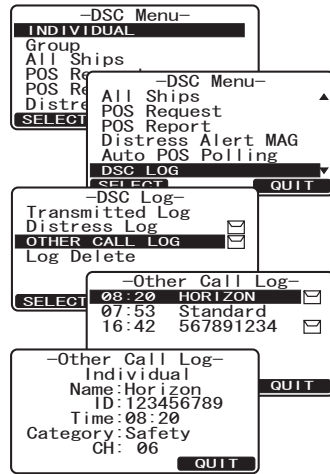 –DSC Menu–
INDIVIDUAL
Group
All Ships
POS Re
POS Re
Distre
SELECT
–DSC Menu–
All Ships
POS Request
POS Report
Distress Alert MAG
Auto POS Polling
DSC LOG
SELECT
QUIT
–DSC Log–
Transmitted Log
Distress Log
OTHER CALL LOG
Log Delete
SELECT
–Other Call Log–
08:20 HORIZON
07:53 Standard
16:42 567891234
QUIT
–Other Call Log–
Individual
Name:Horizon
ID:123456789
Time:08:20
Category:Safety
CH: 06
QUIT